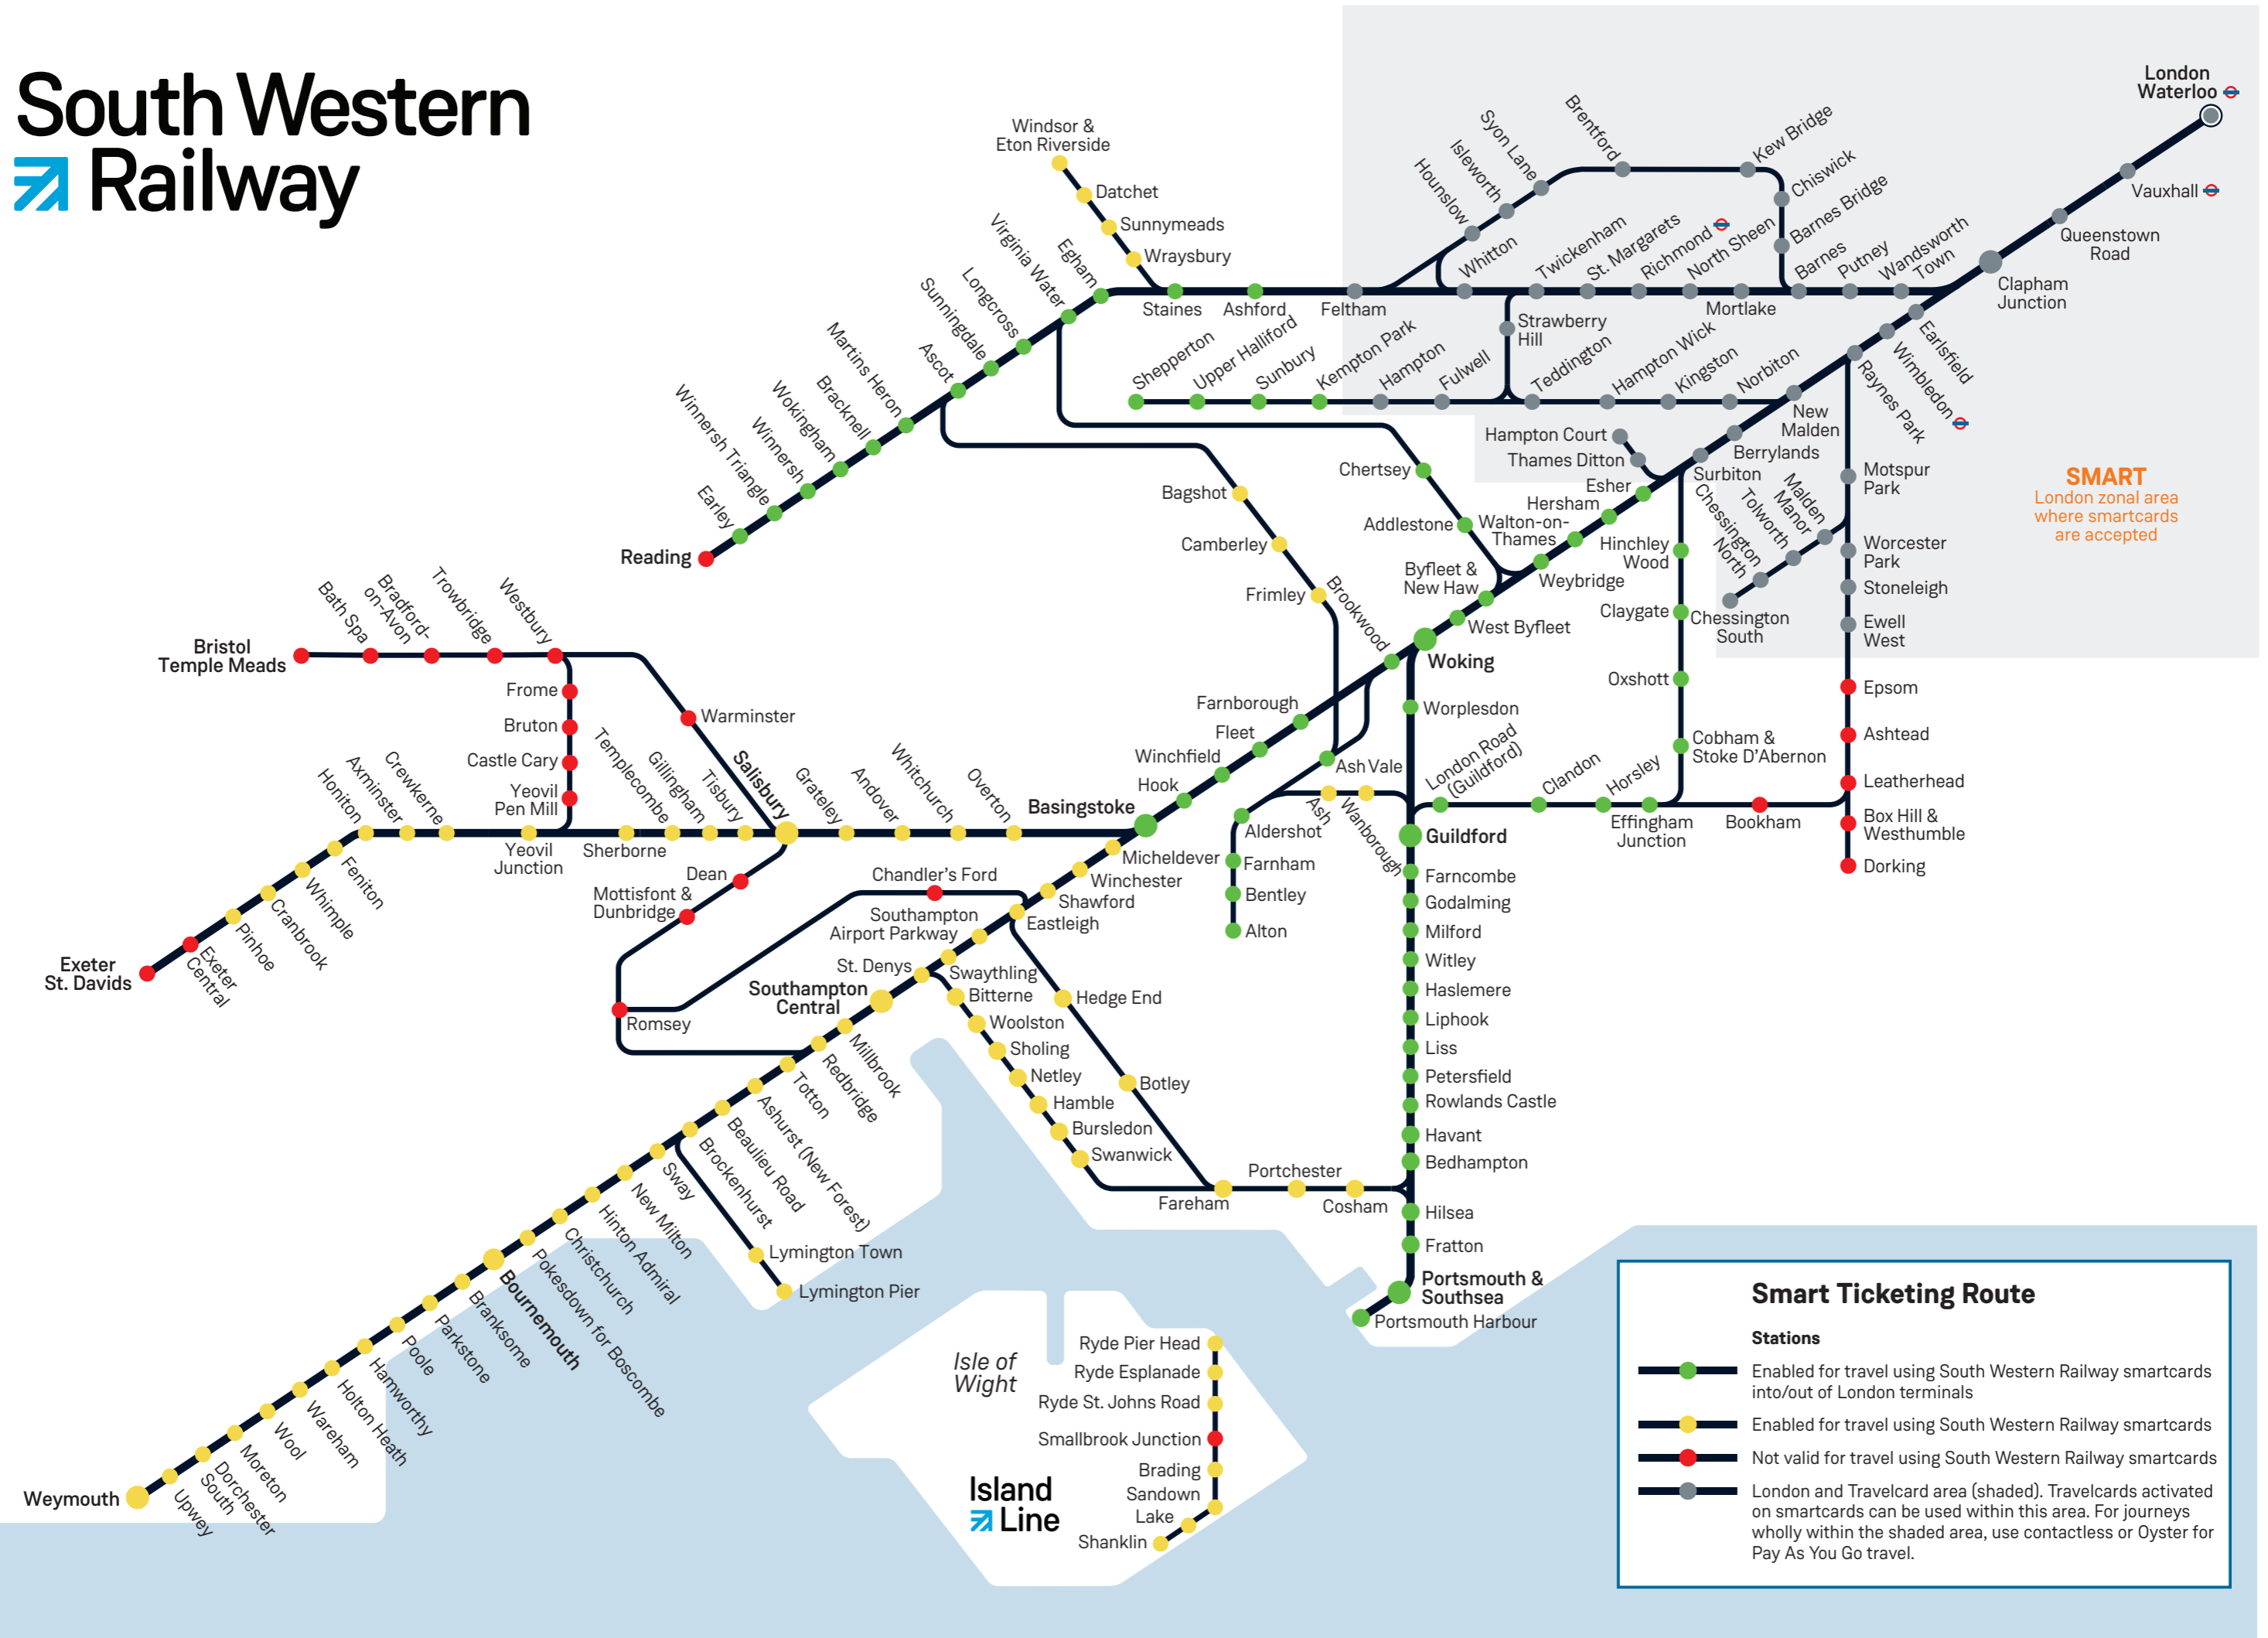 South Western
Railway
London
Waterloo
Vauxhall
Queenstown
Road
Clapham
Junction
Windsor &
Eton Riverside
Datchet
Sunnymeads
Wraysbury
Virginia Water
Egham
Longcross
Sunningdale
Ascot
Martins Heron
Bracknell
Wokingham
Winnersh
Winnersh Triangle
Earley
Reading
Staines
Ashford
Feltham
Hounslow
Isleworth
Syon Lane
Brentford
Kew Bridge
Chiswick
Barnes Bridge
Whitton
Twickenham
St. Margarets
Richmond
North Sheen
Mortlake
Barnes
Putney
Wandsworth
Town
Strawberry
Hill
Shepperton
Upper Halliford
Sunbury
Kempton Park
Hampton
Fulwell
Teddington
Hampton Wick
Kingston
Norbiton
Earlsfield
Wimbledon
Raynes Park
New
Malden
Berrylands
Surbiton
Hampton Court
Thames Ditton
Esher
Hersham
Walton-on-
Thames
Weybridge
Byfleet &
New Haw
West Byfleet
Woking
Chertsey
Addlestone
Bagshot
Camberley
Frimley
Brookwood
Motspur
Park
Malden
Manor
Tolworth
Chessington
North
Chessington
South
Worcester
Park
Stoneleigh
Ewell
West
Epsom
Ashtead
Leatherhead
Box Hill &
Westhumble
Dorking
SMART
London zonal area
where smartcards
are accepted
Hinchley
Wood
Claygate
Oxshott
Cobham &
Stoke D'Abernon
London Road
(Guildford)
Clandon
Horsley
Effingham
Junction
Bookham
Worplesdon
Guildford
Farnborough
Fleet
Winchfield
Hook
Basingstoke
Ash Vale
Ash
Wanborough
Aldershot
Farnham
Bentley
Alton
Farncombe
Godalming
Milford
Witley
Haslemere
Liphook
Liss
Petersfield
Rowlands Castle
Havant
Bedhampton
Hilsea
Fratton
Portsmouth &
Southsea
Portsmouth Harbour
Bristol
Temple Meads
Bath Spa
Bradford-
on-Avon
Trowbridge
Westbury
Frome
Bruton
Castle Cary
Yeovil
Pen Mill
Warminster
Salisbury
Honiton
Axminster
Crewkerne
Yeovil
Junction
Sherborne
Templecombe
Gillingham
Tisbury
Grateley
Andover
Whitchurch
Overton
Feniton
Whimple
Cranbrook
Pinhoe
Exeter
Central
Exeter
St. Davids
Dean
Mottisfont &
Dunbridge
Romsey
Chandler's Ford
Micheldever
Winchester
Shawford
Eastleigh
Southampton
Airport Parkway
Swaythling
St. Denys
Southampton
Central
Bitterne
Woolston
Sholing
Netley
Hamble
Bursledon
Swanwick
Hedge End
Botley
Fareham
Portchester
Cosham
Millbrook
Redbridge
Totton
Ashurst (New Forest)
Beaulieu Road
Brockenhurst
Sway
New Milton
Hinton Admiral
Christchurch
Pokesdown for Boscombe
Bournemouth
Branksome
Parkstone
Poole
Hamworthy
Holton Heath
Wareham
Wool
Moreton
Dorchester
South
Upwey
Weymouth
Lymington Town
Lymington Pier
Isle of
Wight
Ryde Pier Head
Ryde Esplanade
Ryde St. Johns Road
Smallbrook Junction
Brading
Sandown
Lake
Shanklin
Island
Line
Smart Ticketing Route
Stations
Enabled for travel using South Western Railway smartcards
into/out of London terminals
Enabled for travel using South Western Railway smartcards
Not valid for travel using South Western Railway smartcards
London and Travelcard area (shaded). Travelcards activated
on smartcards can be used within this area. For journeys
wholly within the shaded area, use contactless or Oyster for
Pay As You Go travel.